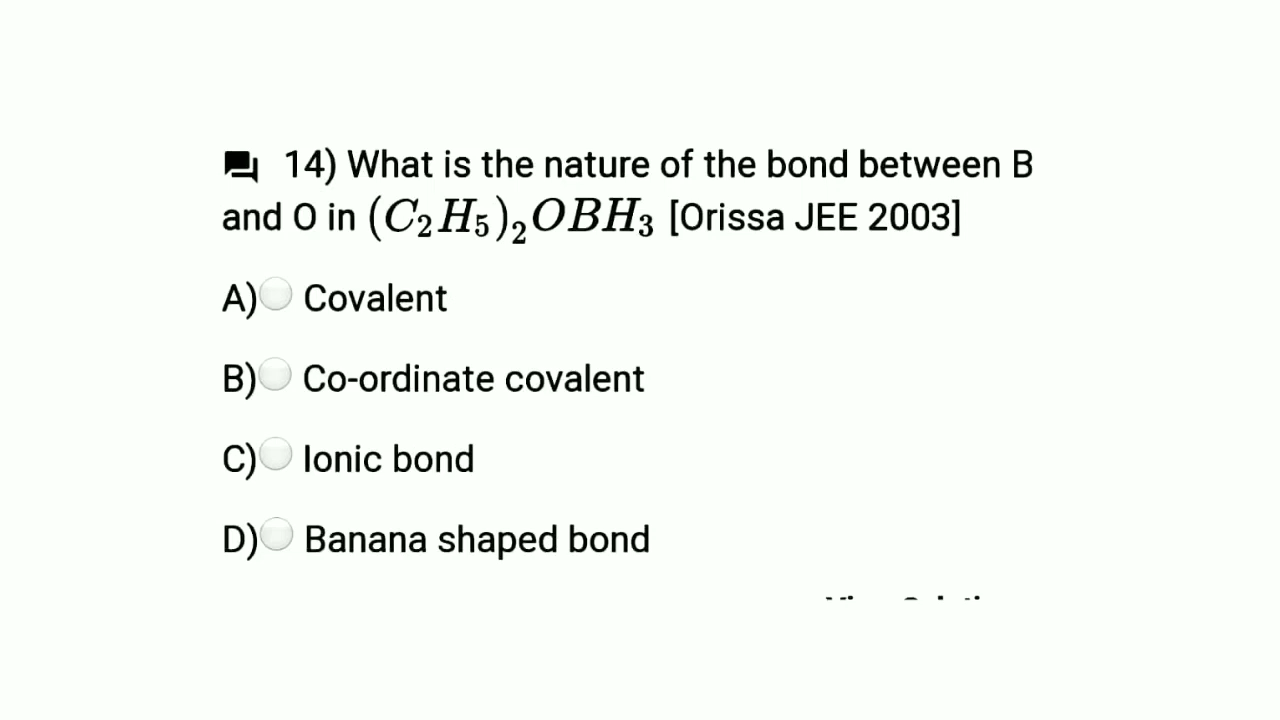 14) What is the nature of the bond between B
and O in (C₂H₅)₂OBH₃ [Orissa JEE 2003]
A) Covalent
B) Co-ordinate covalent
C) Ionic bond
D) Banana shaped bond